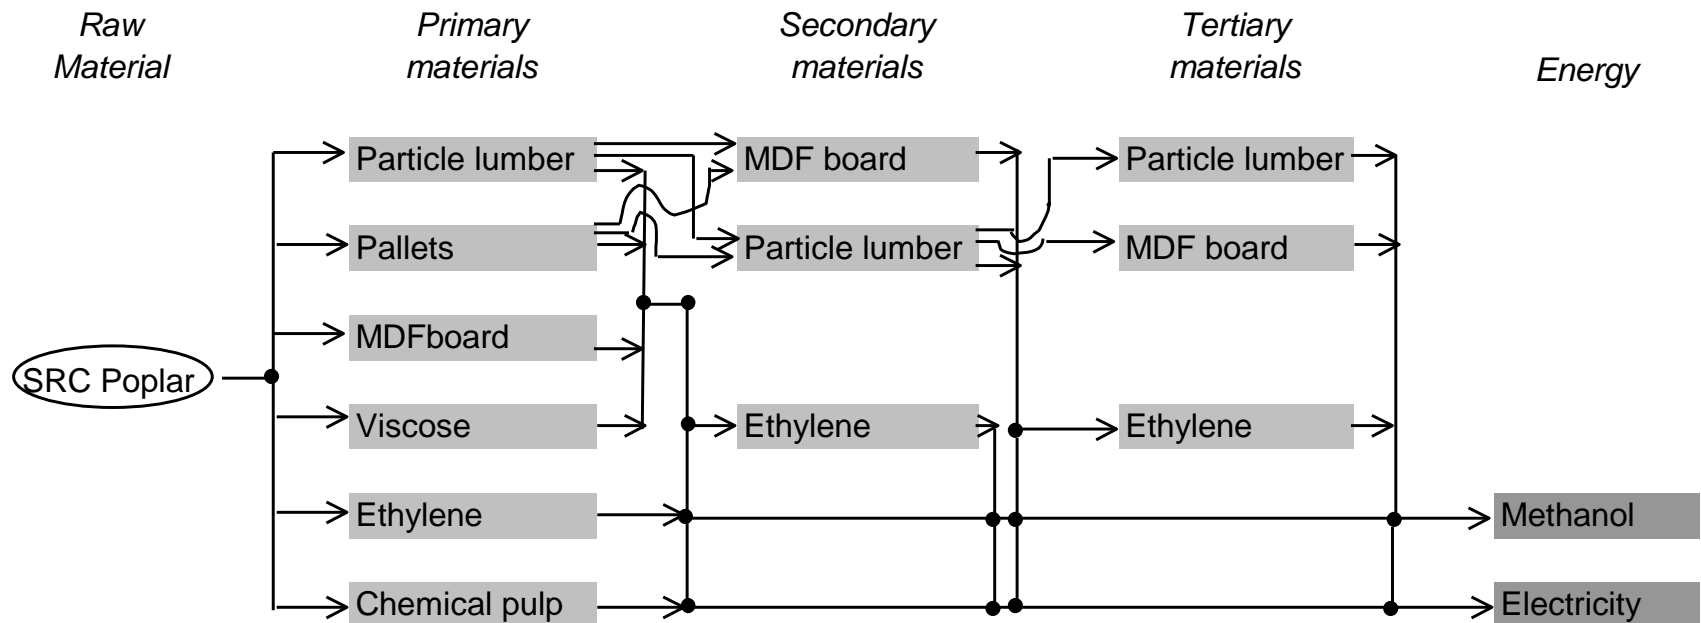 Raw
Material
Primary
materials
Secondary
materials
Tertiary
materials
Energy
Particle lumber
MDF board
Particle lumber
Pallets
Particle lumber
MDF board
MDFboard
SRC Poplar
Viscose
Ethylene
Ethylene
Ethylene
Methanol
Chemical pulp
Electricity